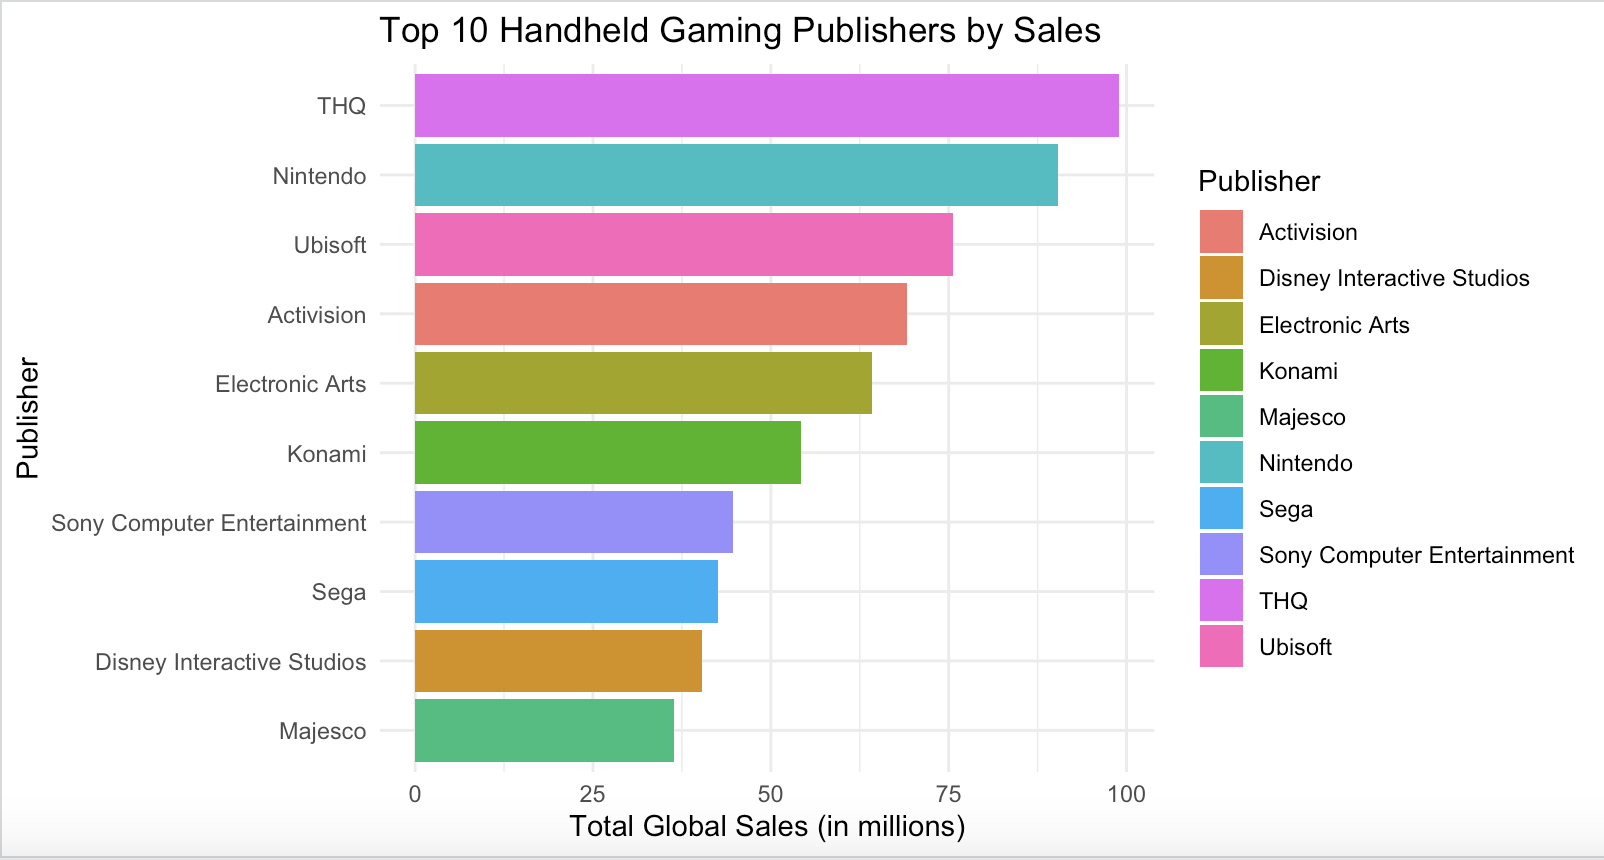 Top 10 Handheld Gaming Publishers by Sales
Publisher
THQ
Nintendo
Ubisoft
Activision
Electronic Arts
Konami
Sony Computer Entertainment
Sega
Disney Interactive Studios
Majesco
0 25 50 75 100
Total Global Sales (in millions)
Publisher
Activision
Disney Interactive Studios
Electronic Arts
Konami
Majesco
Nintendo
Sega
Sony Computer Entertainment
THQ
Ubisoft